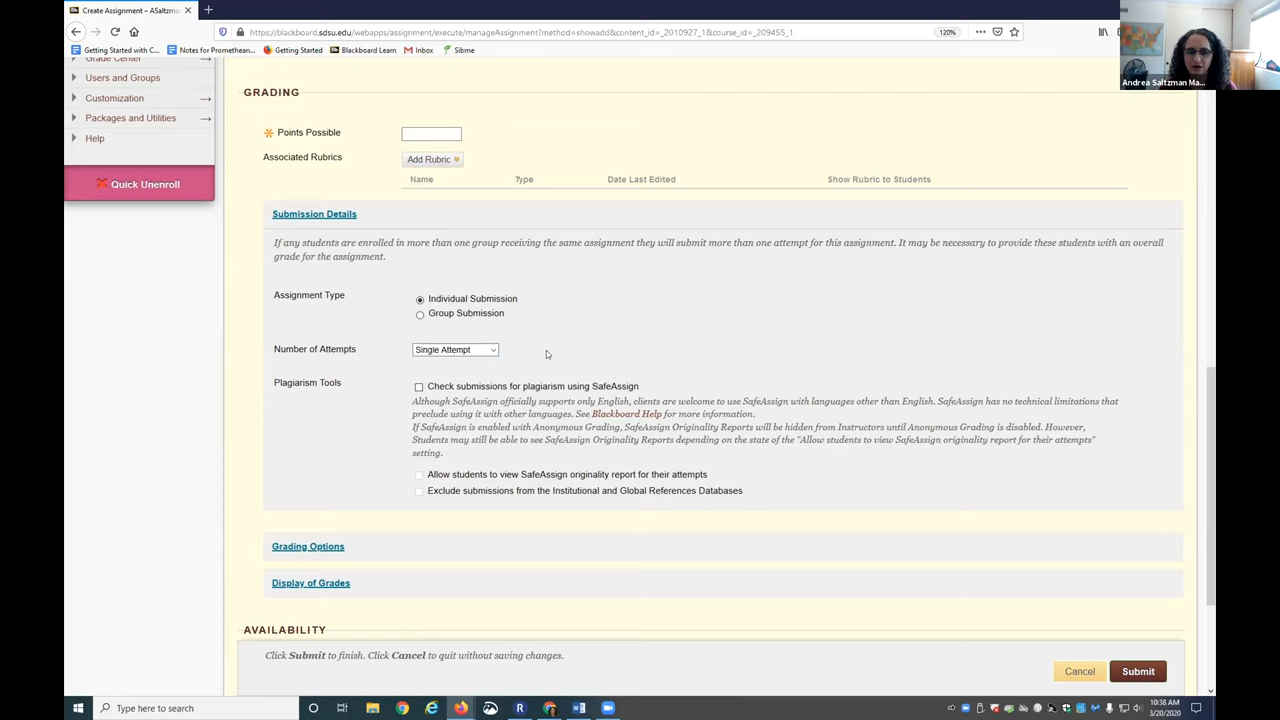 Create Assignment – ASaltzma
https://blackboard.sdsu.edu/webapps/assignment/execute/manageAssignment?method=showadd&content_id=_2010927_1&course_id=_209455_1
120%
Getting Started with C...
Notes for Promethean...
Getting Started
Blackboard Learn
Inbox
Sibme
Andrea Saltzman Ma...
Grade Center
Users and Groups
Customization
Packages and Utilities
Help
Quick Unenroll
GRADING
Points Possible
Associated Rubrics
Add Rubric
Name Type Date Last Edited Show Rubric to Students
Submission Details
If any students are enrolled in more than one group receiving the same assignment they will submit more than one attempt for this assignment. It may be necessary to provide these students with an overall
grade for the assignment.
Assignment Type
Individual Submission
Group Submission
Number of Attempts
Single Attempt
Plagiarism Tools
Check submissions for plagiarism using SafeAssign
Although SafeAssign officially supports only English, clients are welcome to use SafeAssign with languages other than English. SafeAssign has no technical limitations that
preclude using it with other languages. See Blackboard Help for more information.
If SafeAssign is enabled with Anonymous Grading, SafeAssign Originality Reports will be hidden from Instructors until Anonymous Grading is disabled. However,
Students may still be able to see SafeAssign Originality Reports depending on the state of the "Allow students to view SafeAssign originality report for their attempts"
setting.
Allow students to view SafeAssign originality report for their attempts
Exclude submissions from the Institutional and Global References Databases
Grading Options
Display of Grades
AVAILABILITY
Click Submit to finish. Click Cancel to quit without saving changes.
Cancel
Submit
Type here to search
10:38 AM
3/20/2020